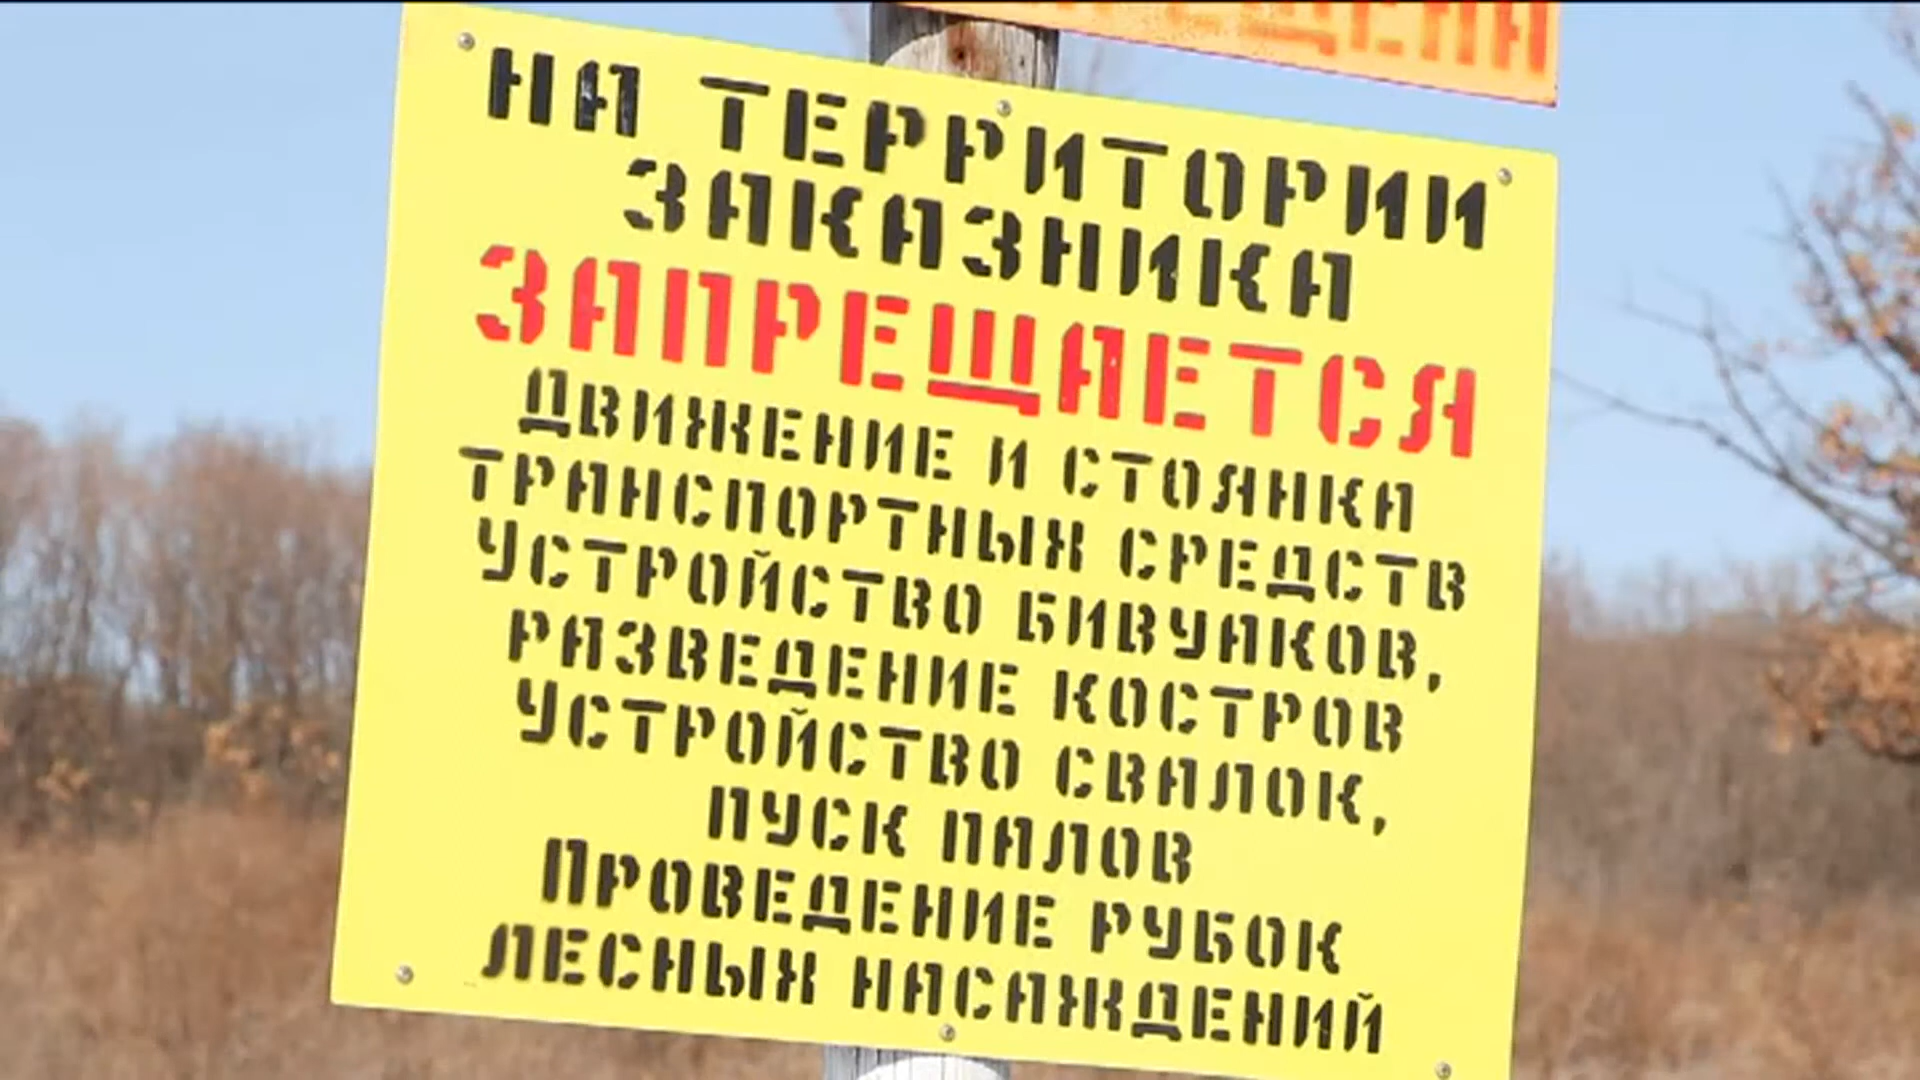 НА ТЕРРИТОРИИ
ЗАКАЗНИКА
ЗАПРЕЩАЕТСЯ
ДВИЖЕНИЕ И СТОЯНКА
ТРАНСПОРТНЫХ СРЕДСТВ
УСТРОЙСТВО БИВУАКОВ,
РАЗВЕДЕНИЕ КОСТРОВ
УСТРОЙСТВО СВАЛОК,
ПУСК ПАЛОВ
ПРОВЕДЕНИЕ РУБОК
ЛЕСНЫХ НАСАЖДЕНИЙ